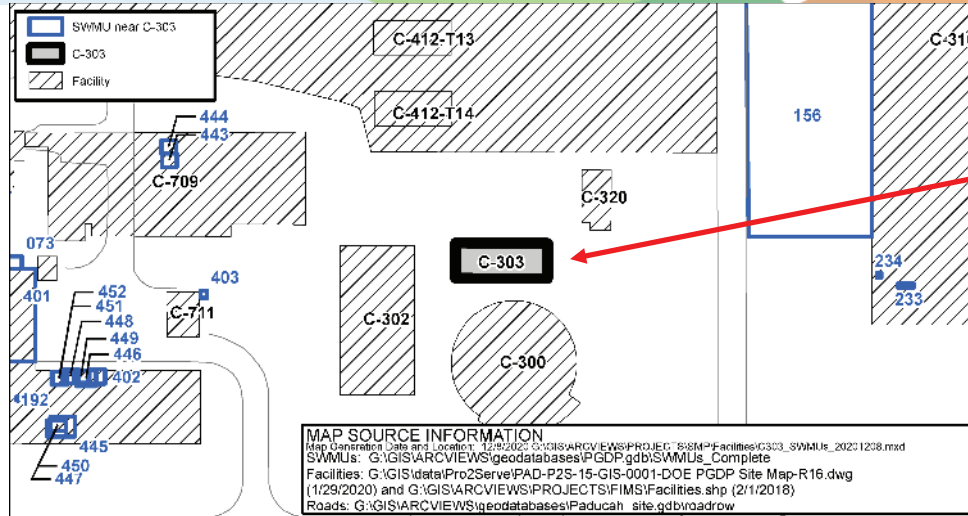 SWMU near C-303
C-303
Facility
C-412-T13
C-412-T14
C-310
156
444
443
C-709
C-320
073
401
403
C-303
234
233
452
451
448
449
446
402
C-711
C-302
C-300
192
445
450
447
MAP SOURCE INFORMATION
Map Generation Date and Location: 12/8/2020 G:\GIS\ARCVIEWS\PROJECTS\SMP\Facilities\C303_SWMUs_20201208.mxd
SWMUs: G:\GIS\ARCVIEWS\geodatabases\PGDP.gdb\SWMUs_Complete
Facilities: G:\GIS\data\Pro2Serve\PAD-P2S-15-GIS-0001-DOE PGDP Site Map-R16.dwg
(1/29/2020) and G:\GIS\ARCVIEWS\PROJECTS\FIMS\Facilities.shp (2/1/2018)
Roads: G:\GIS\ARCVIEWS\geodatabases\Paducah_site.gdb\roadrow